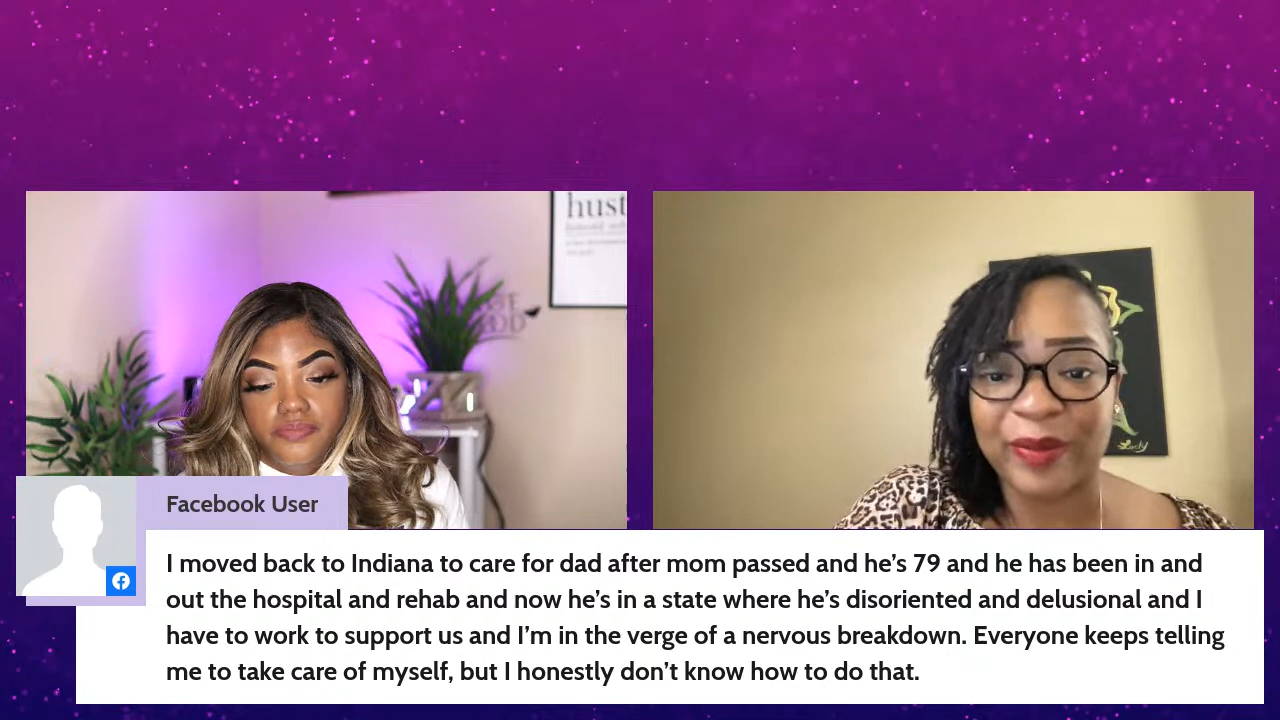 hust
LIFE
GOOD
Lady
Facebook User
I moved back to Indiana to care for dad after mom passed and he’s 79 and he has been in and
out the hospital and rehab and now he’s in a state where he’s disoriented and delusional and I
have to work to support us and I’m in the verge of a nervous breakdown. Everyone keeps telling
me to take care of myself, but I honestly don’t know how to do that.